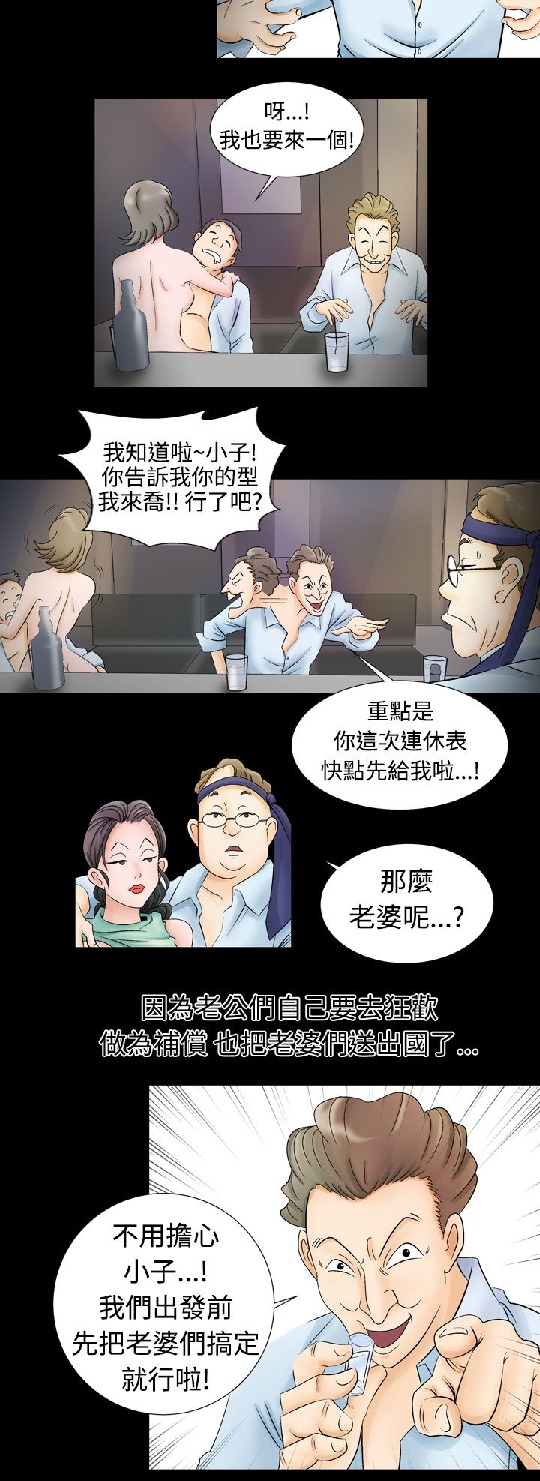 呀...!
我也要來一個!
我知道啦~小子!
你告訴我你的型
我來喬!! 行了吧?
重點是
你這次連休表
快點先給我啦...!
那麼
老婆呢...?
因為老公們自己要去狂歡
做為補償 也把老婆們送出國了...
不用擔心
小子...!
我們出發前
先把老婆們搞定
就行啦!